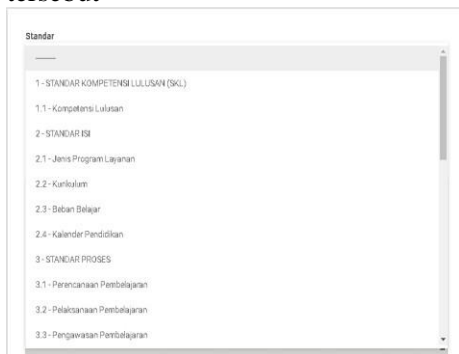 tersebut
Standar
------
1 - STANDAR KOMPETENSI LULUSAN (SKL)
1.1 - Kompetensi Lulusan
2 - STANDAR ISI
2.1 - Jenis Program Layanan
2.2 - Kurikulum
2.3 - Beban Belajar
2.4 - Kalender Pendidikan
3 - STANDAR PROSES
3.1 - Perencanaan Pembelajaran
3.2 - Pelaksanaan Pembelajaran
3.3 - Pengawasan Pembelajaran